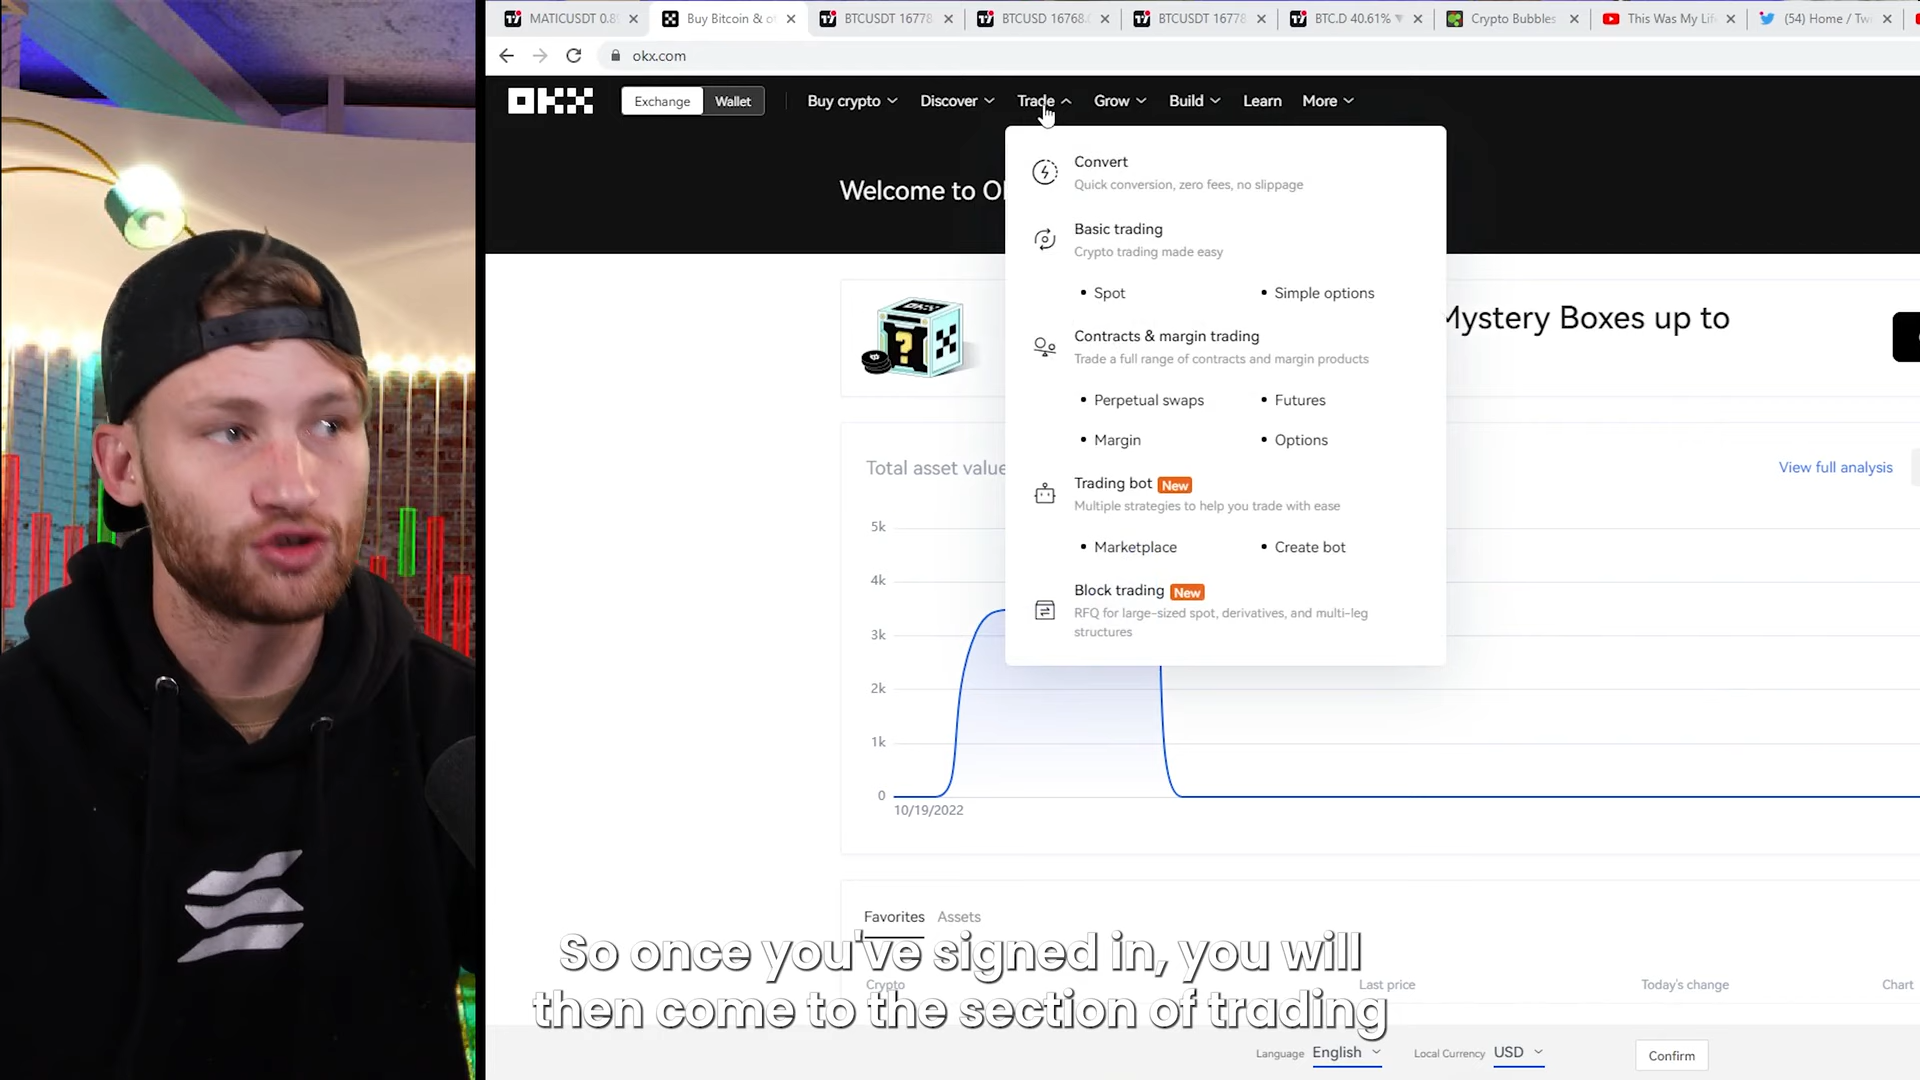 MATICUSDT 0.8
Buy Bitcoin & o
BTCUSDT 16778
BTCUSD 16768.
BTCUSDT 16778
BTC.D 40.61%
Crypto Bubbles
This Was My Li
(54) Home / Tw
okx.com
OKX
Exchange
Wallet
Buy crypto
Discover
Trade
Grow
Build
Learn
More
Welcome to O
Convert
Quick conversion, zero fees, no slippage
Basic trading
Crypto trading made easy
• Spot
• Simple options
Contracts & margin trading
Trade a full range of contracts and margin products
• Perpetual swaps
• Futures
• Margin
• Options
Trading bot New
Multiple strategies to help you trade with ease
• Marketplace
• Create bot
Block trading New
RFQ for large-sized spot, derivatives, and multi-leg
structures
Mystery Boxes up to
Total asset value
View full analysis
5k
4k
3k
2k
1k
0
10/19/2022
Favorites
Assets
Crypto
Last price
Today's change
Chart
So once you've signed in, you will
then come to the section of trading
Language
English
Local Currency
USD
Confirm